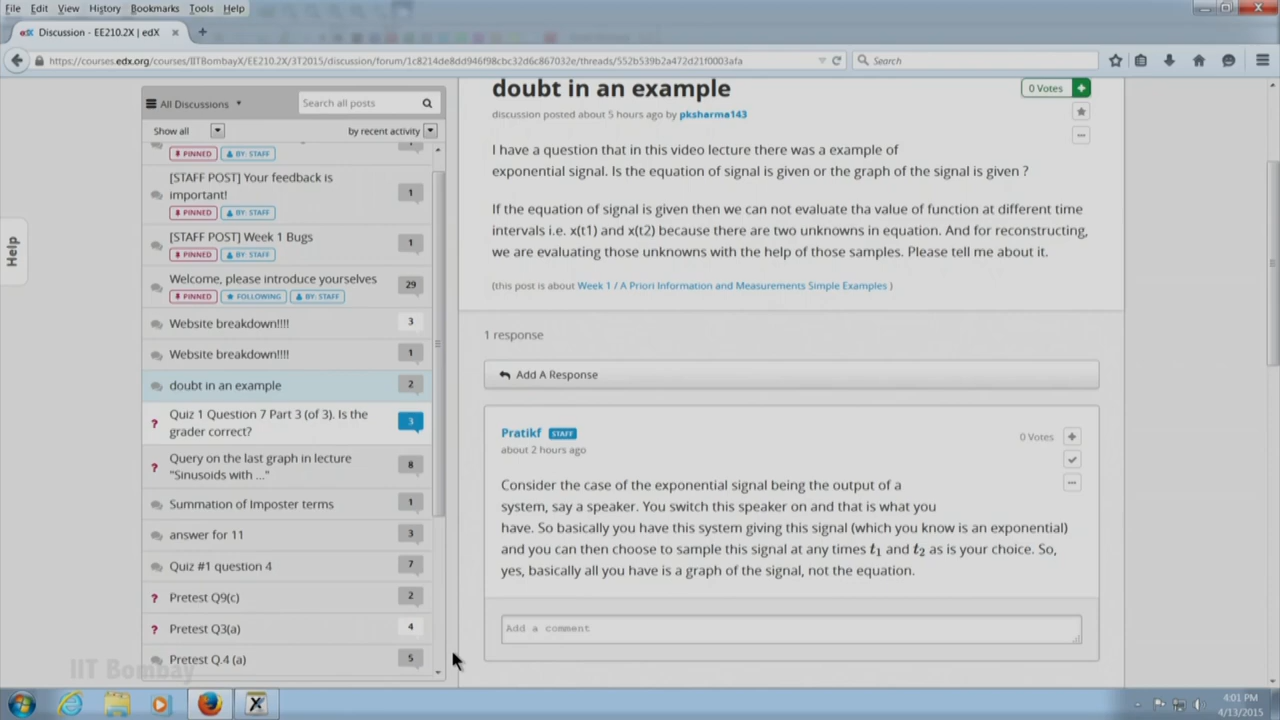 File Edit View History Bookmarks Tools Help
Discussion - EE210.2X | edX
https://courses.edx.org/courses/IITBombayX/EE210.2X/3T2015/discussion/forum/1c8214de8dd946f98cbc32d6c867032e/threads/552b539b2a472d21f0003afa
Search
All Discussions
Search all posts
Show all
by recent activity
PINNED BY: STAFF
[STAFF POST] Your feedback is
important!
1
PINNED BY: STAFF
[STAFF POST] Week 1 Bugs
1
PINNED BY: STAFF
Welcome, please introduce yourselves
29
PINNED FOLLOWING BY: STAFF
Website breakdown!!!! 3
Website breakdown!!!! 1
doubt in an example 2
Quiz 1 Question 7 Part 3 (of 3). Is the
grader correct?
3
Query on the last graph in lecture
"Sinusoids with ..."
8
Summation of Imposter terms 1
answer for 11 3
Quiz #1 question 4 7
Pretest Q9(c) 2
Pretest Q3(a) 4
Pretest Q.4 (a) 5
Help
doubt in an example
0 Votes
discussion posted about 5 hours ago by pksharma143
I have a question that in this video lecture there was a example of
exponential signal. Is the equation of signal is given or the graph of the signal is given ?
If the equation of signal is given then we can not evaluate tha value of function at different time
intervals i.e. x(t1) and x(t2) because there are two unknowns in equation. And for reconstructing,
we are evaluating those unknowns with the help of those samples. Please tell me about it.
(this post is about Week 1 / A Priori Information and Measurements Simple Examples )
1 response
Add A Response
Pratikf STAFF
0 Votes
about 2 hours ago
Consider the case of the exponential signal being the output of a
system, say a speaker. You switch this speaker on and that is what you
have. So basically you have this system giving this signal (which you know is an exponential)
and you can then choose to sample this signal at any times t₁ and t₂ as is your choice. So,
yes, basically all you have is a graph of the signal, not the equation.
Add a comment
IIT Bombay
4:01 PM
4/13/2015